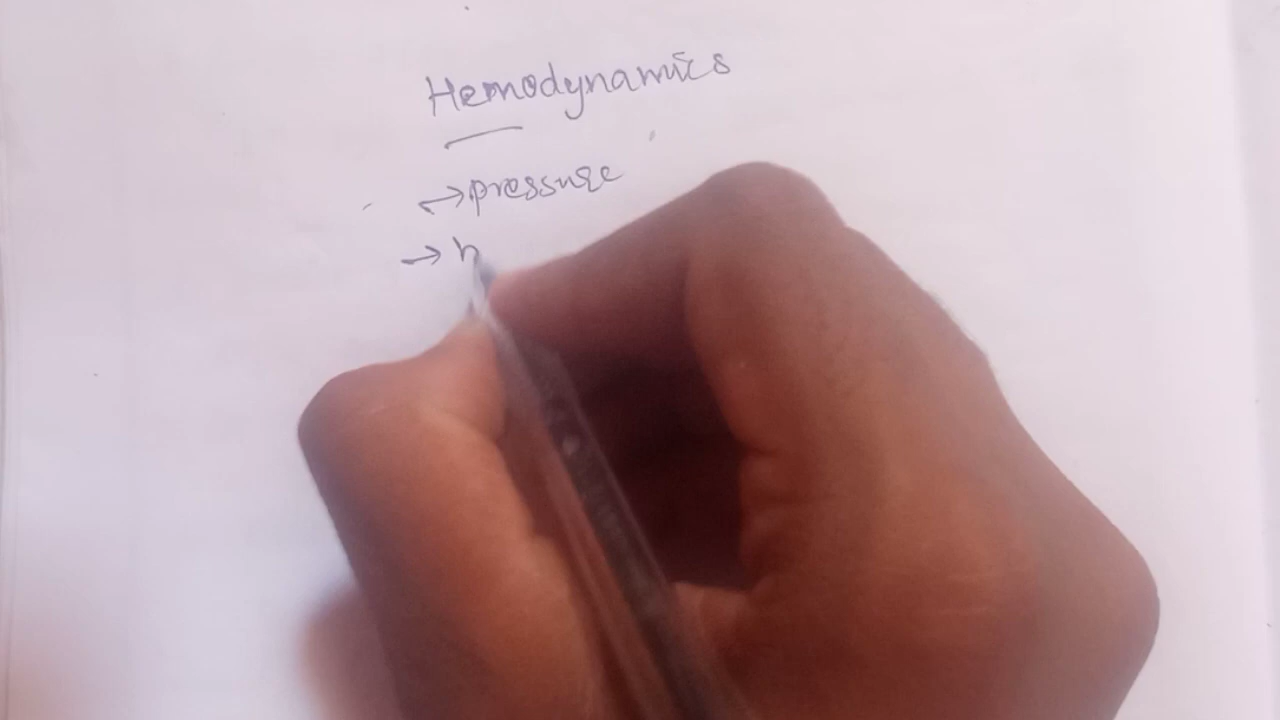 Hemodynamics
→pressure
→ h